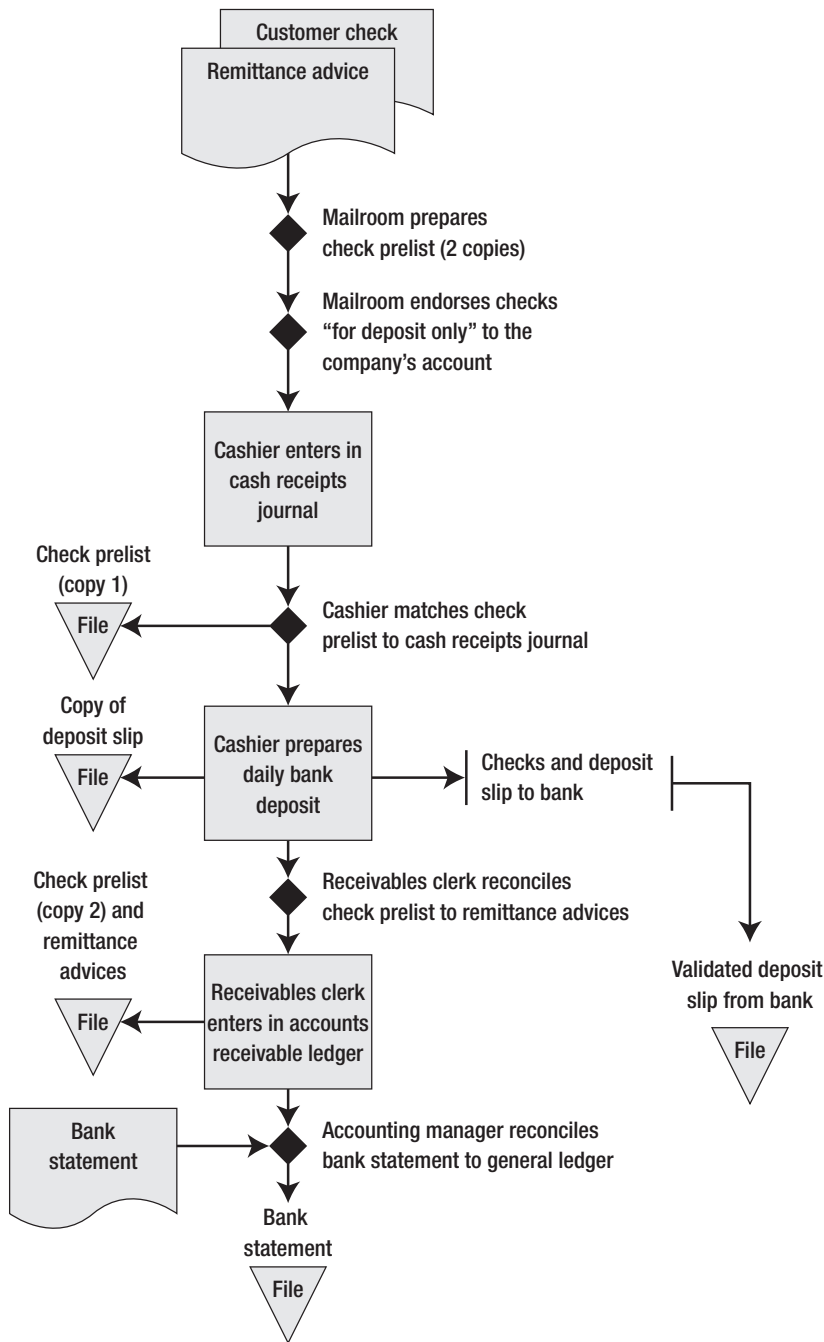 Customer check
Remittance advice
Mailroom prepares
check prelist (2 copies)
Mailroom endorses checks
“for deposit only” to the
company’s account
Cashier enters in
cash receipts
journal
Check prelist
(copy 1)
File
Cashier matches check
prelist to cash receipts journal
Copy of
deposit slip
File
Cashier prepares
daily bank
deposit
Checks and deposit
slip to bank
Receivables clerk reconciles
check prelist to remittance advices
Check prelist
(copy 2) and
remittance
advices
File
Receivables clerk
enters in accounts
receivable ledger
Validated deposit
slip from bank
File
Bank
statement
Accounting manager reconciles
bank statement to general ledger
Bank
statement
File